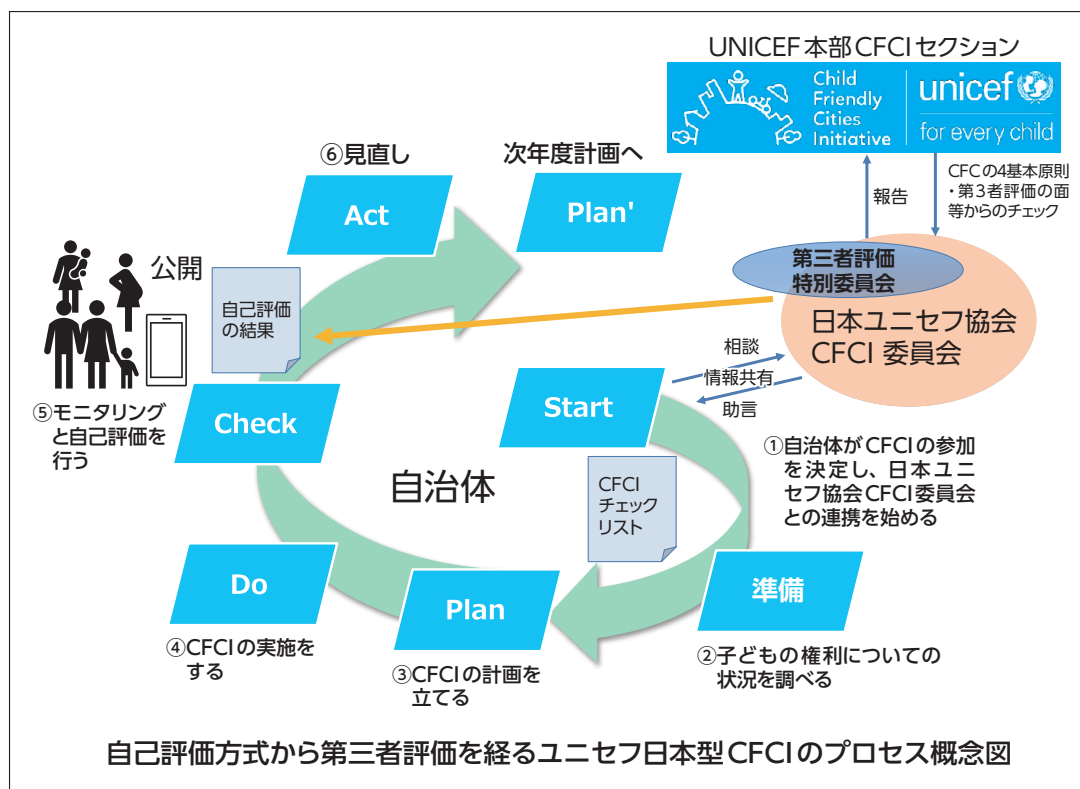 UNICEF本部CFCIセクション
Child
Friendly
Cities
Initiative
unicef
for every child
⑥見直し
次年度計画へ
Act
Plan'
報告
CFCの4基本原則
・第3者評価の面
等からのチェック
公開
自己評価
の結果
第三者評価
特別委員会
日本ユニセフ協会
CFCI 委員会
相談
情報共有
助言
⑤モニタリング
と自己評価を
行う
Check
Start
自治体
CFCI
チェック
リスト
①自治体がCFCIの参加
を決定し、日本ユニ
セフ協会CFCI委員会
との連携を始める
Do
Plan
準備
④CFCIの実施を
する
③CFCIの計画を
立てる
②子どもの権利についての
状況を調べる
自己評価方式から第三者評価を経るユニセフ日本型CFCIのプロセス概念図